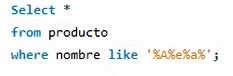 Select *
from producto
where nombre like '%A%e%a%';